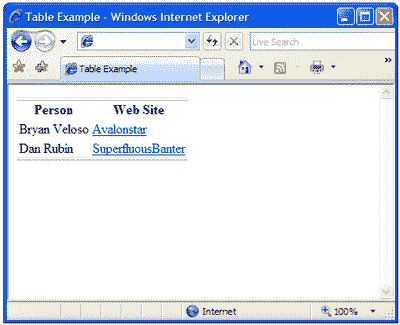 Table Example - Windows Internet Explorer
Live Search
Table Example
Person Web Site
Bryan Veloso Avalonstar
Dan Rubin SuperfluousBanter
Internet 100%